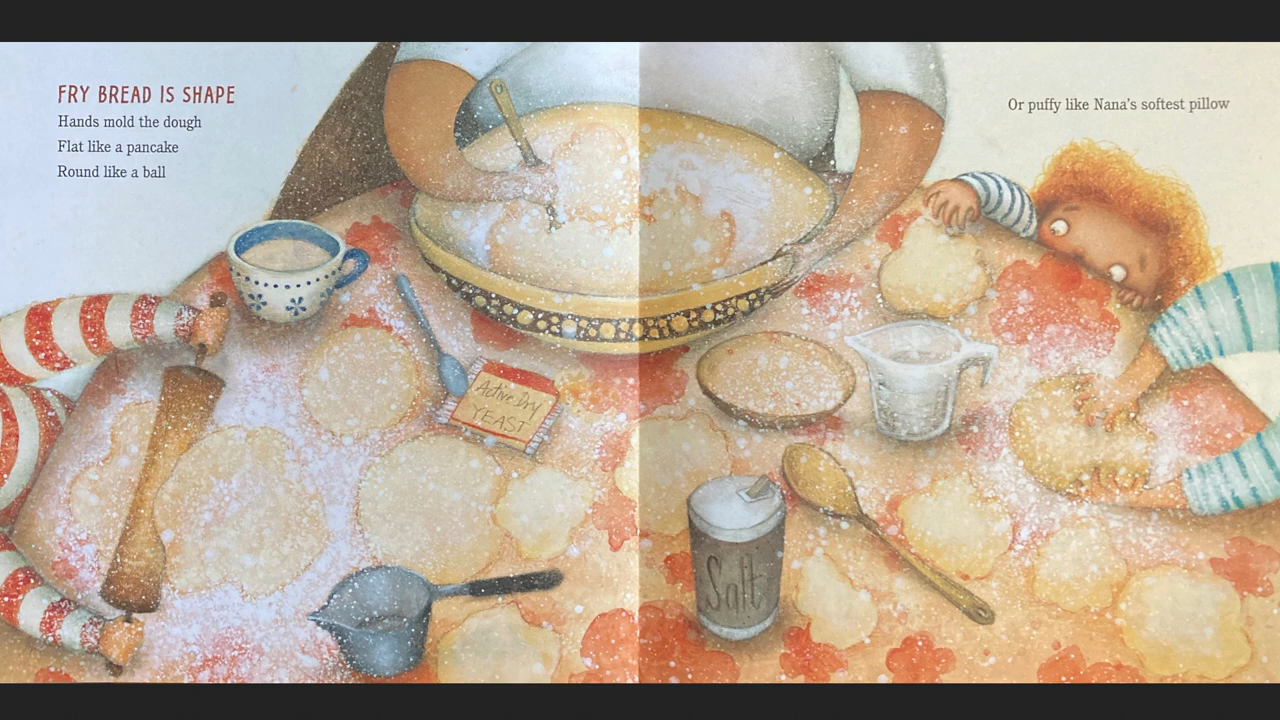 FRY BREAD IS SHAPE
Hands mold the dough
Flat like a pancake
Round like a ball
Or puffy like Nana's softest pillow
Active Dry
YEAST
Salt